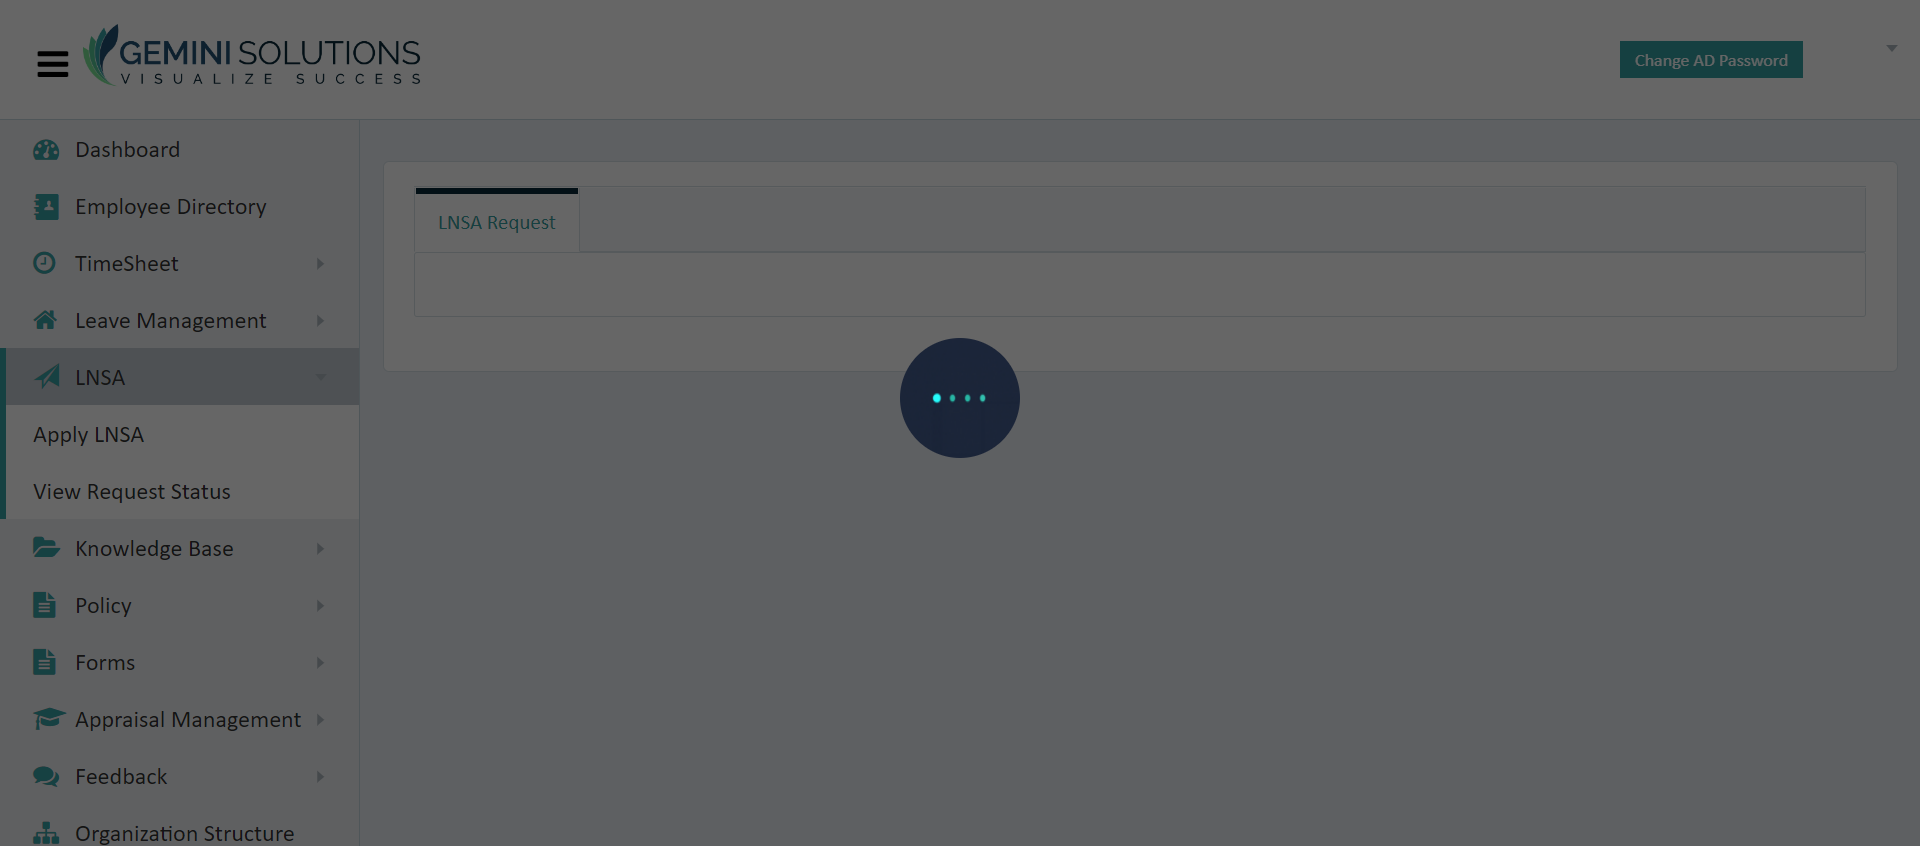 GEMINI SOLUTIONS
VISUALIZE SUCCESS
Change AD Password
Dashboard
Employee Directory
TimeSheet
Leave Management
LNSA
Apply LNSA
View Request Status
Knowledge Base
Policy
Forms
Appraisal Management
Feedback
Organization Structure
LNSA Request